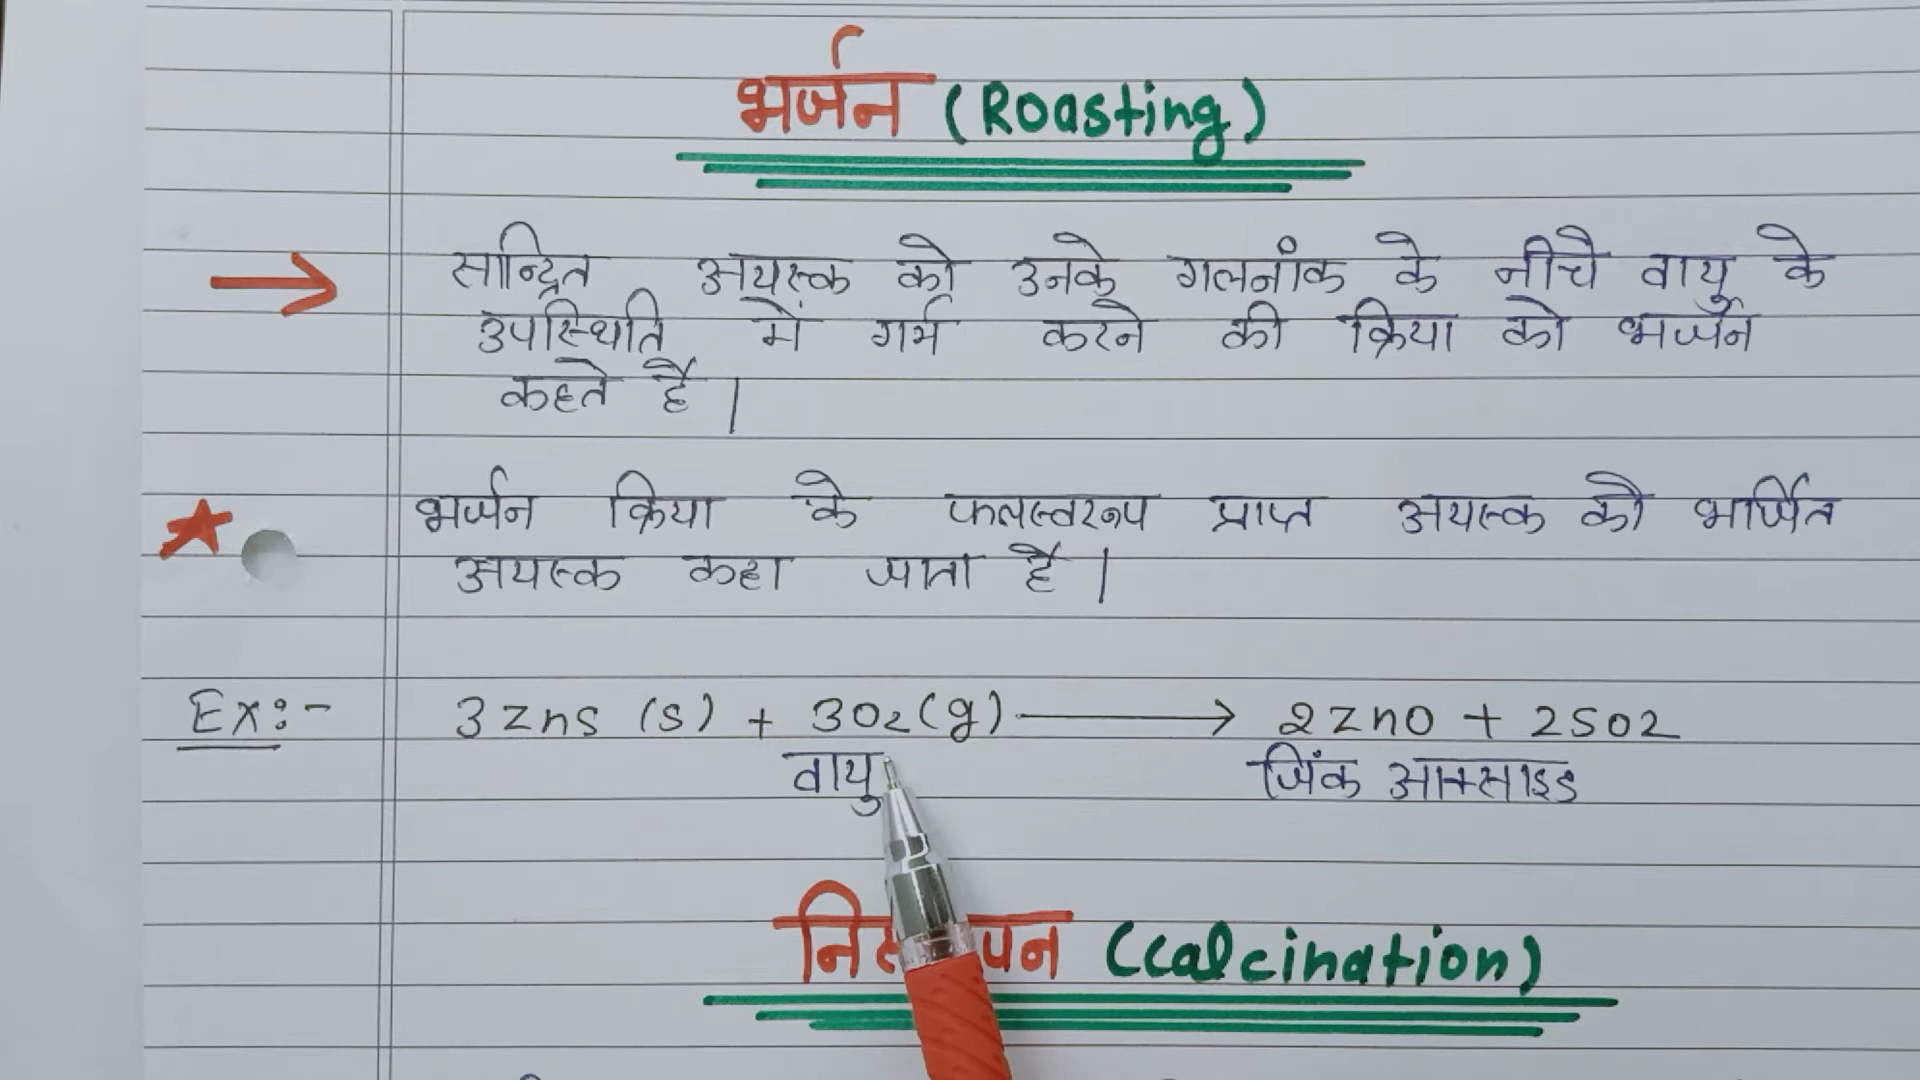 भर्जन (Roasting)
सान्द्रित अयस्क को उनके गलनांक के नीचे वायु के
उपस्थिति में गर्म करने की क्रिया को भर्जन
कहते है।
भर्जन क्रिया के फलस्वरूप प्राप्त अयस्क को भर्जित
अयस्क कहा जाता है।
Ex:- 3zns (s) + 3O2(g) ⟶ 2zno + 2SO2
वायु जिंक आक्साइड
(Calcination)